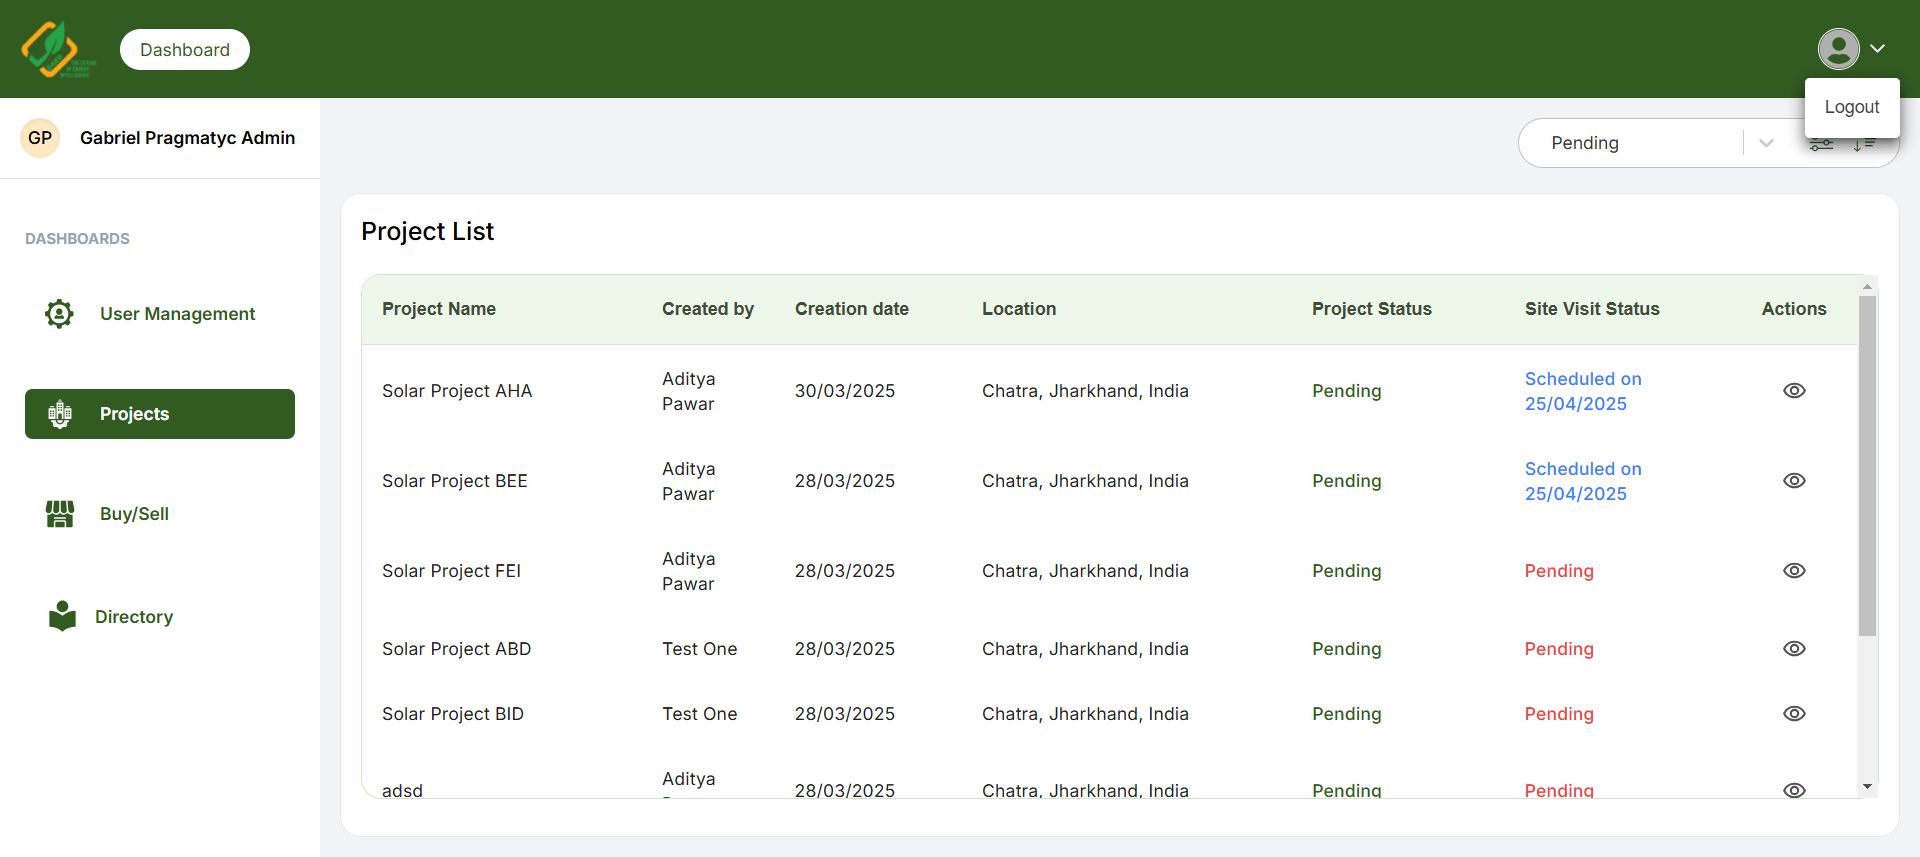 Dashboard
Logout
GP Gabriel Pragmatyc Admin
Pending
DASHBOARDS
User Management
Projects
Buy/Sell
Directory
Project List
Project Name Created by Creation date Location Project Status Site Visit Status Actions
Solar Project AHA Aditya Pawar 30/03/2025 Chatra, Jharkhand, India Pending Scheduled on 25/04/2025
Solar Project BEE Aditya Pawar 28/03/2025 Chatra, Jharkhand, India Pending Scheduled on 25/04/2025
Solar Project FEI Aditya Pawar 28/03/2025 Chatra, Jharkhand, India Pending Pending
Solar Project ABD Test One 28/03/2025 Chatra, Jharkhand, India Pending Pending
Solar Project BID Test One 28/03/2025 Chatra, Jharkhand, India Pending Pending
adsd Aditya 28/03/2025 Chatra, Jharkhand, India Pending Pending